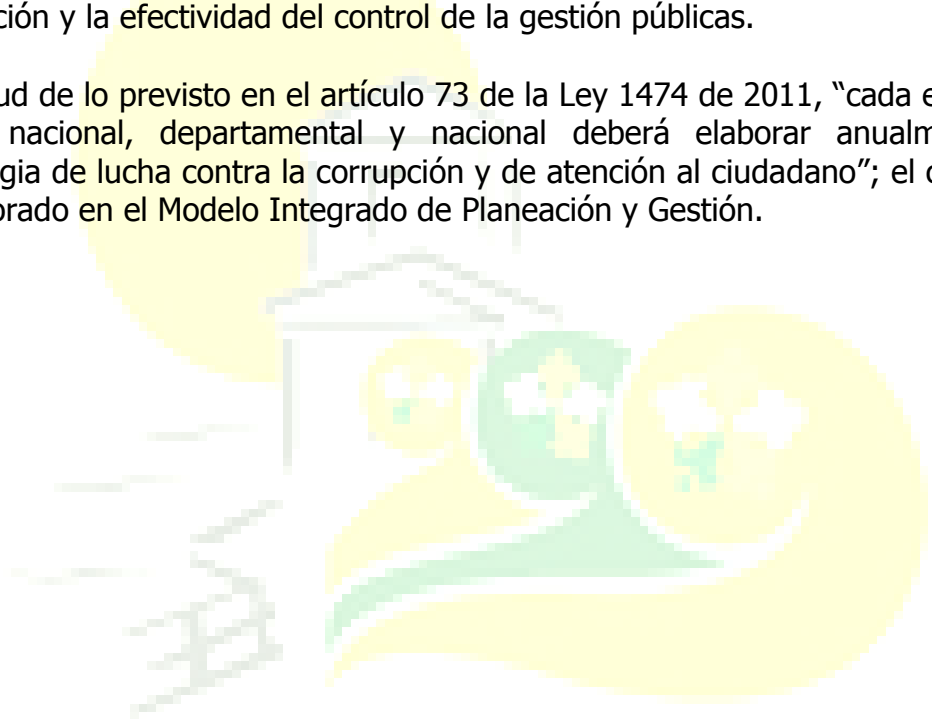 ción y la efectividad del control de la gestión públicas.
ud de lo previsto en el artículo 73 de la Ley 1474 de 2011, “cada e
nacional, departamental y nacional deberá elaborar anualm
gia de lucha contra la corrupción y de atención al ciudadano”; el c
orado en el Modelo Integrado de Planeación y Gestión.